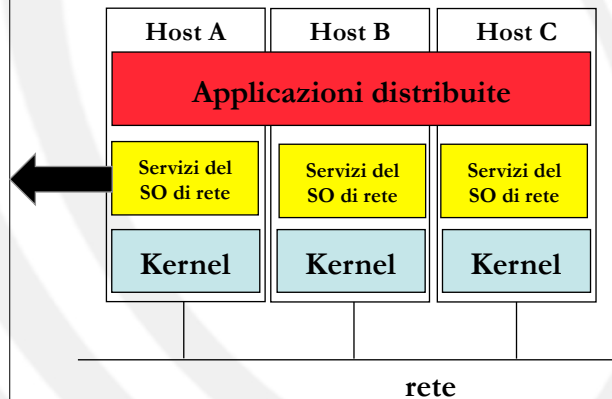 Host A Host B Host C
Applicazioni distribuite
Servizi del Servizi del Servizi del
SO di rete SO di rete SO di rete
Kernel Kernel Kernel
rete